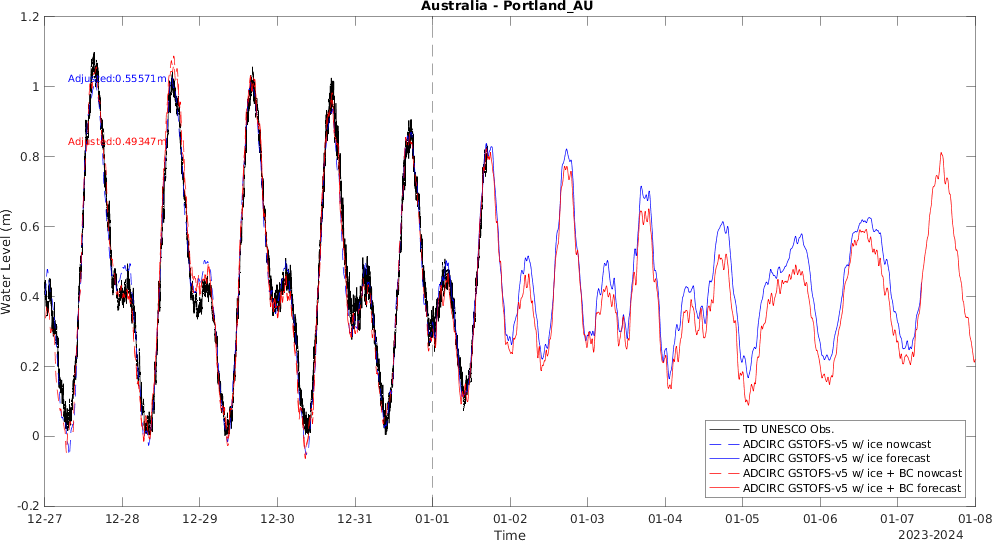 Australia - Portland_AU
1.2
1
0.8
0.6
0.4
0.2
0
-0.2
Water Level (m)
Adjusted:0.55571m
Adjusted:0.49347m
TD UNESCO Obs.
ADCIRC GSTOFS-v5 w/ ice nowcast
ADCIRC GSTOFS-v5 w/ ice forecast
ADCIRC GSTOFS-v5 w/ ice + BC nowcast
ADCIRC GSTOFS-v5 w/ ice + BC forecast
12-27 12-28 12-29 12-30 12-31 01-01 01-02 01-03 01-04 01-05 01-06 01-07 01-08
Time
2023-2024